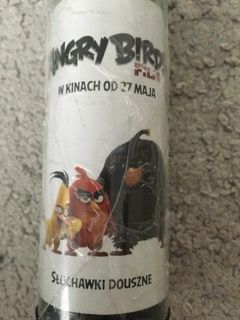 ANGRY BIRDS
FILM
W KINACH OD 27 MAJA
SŁUCHAWKI DOUSZNE